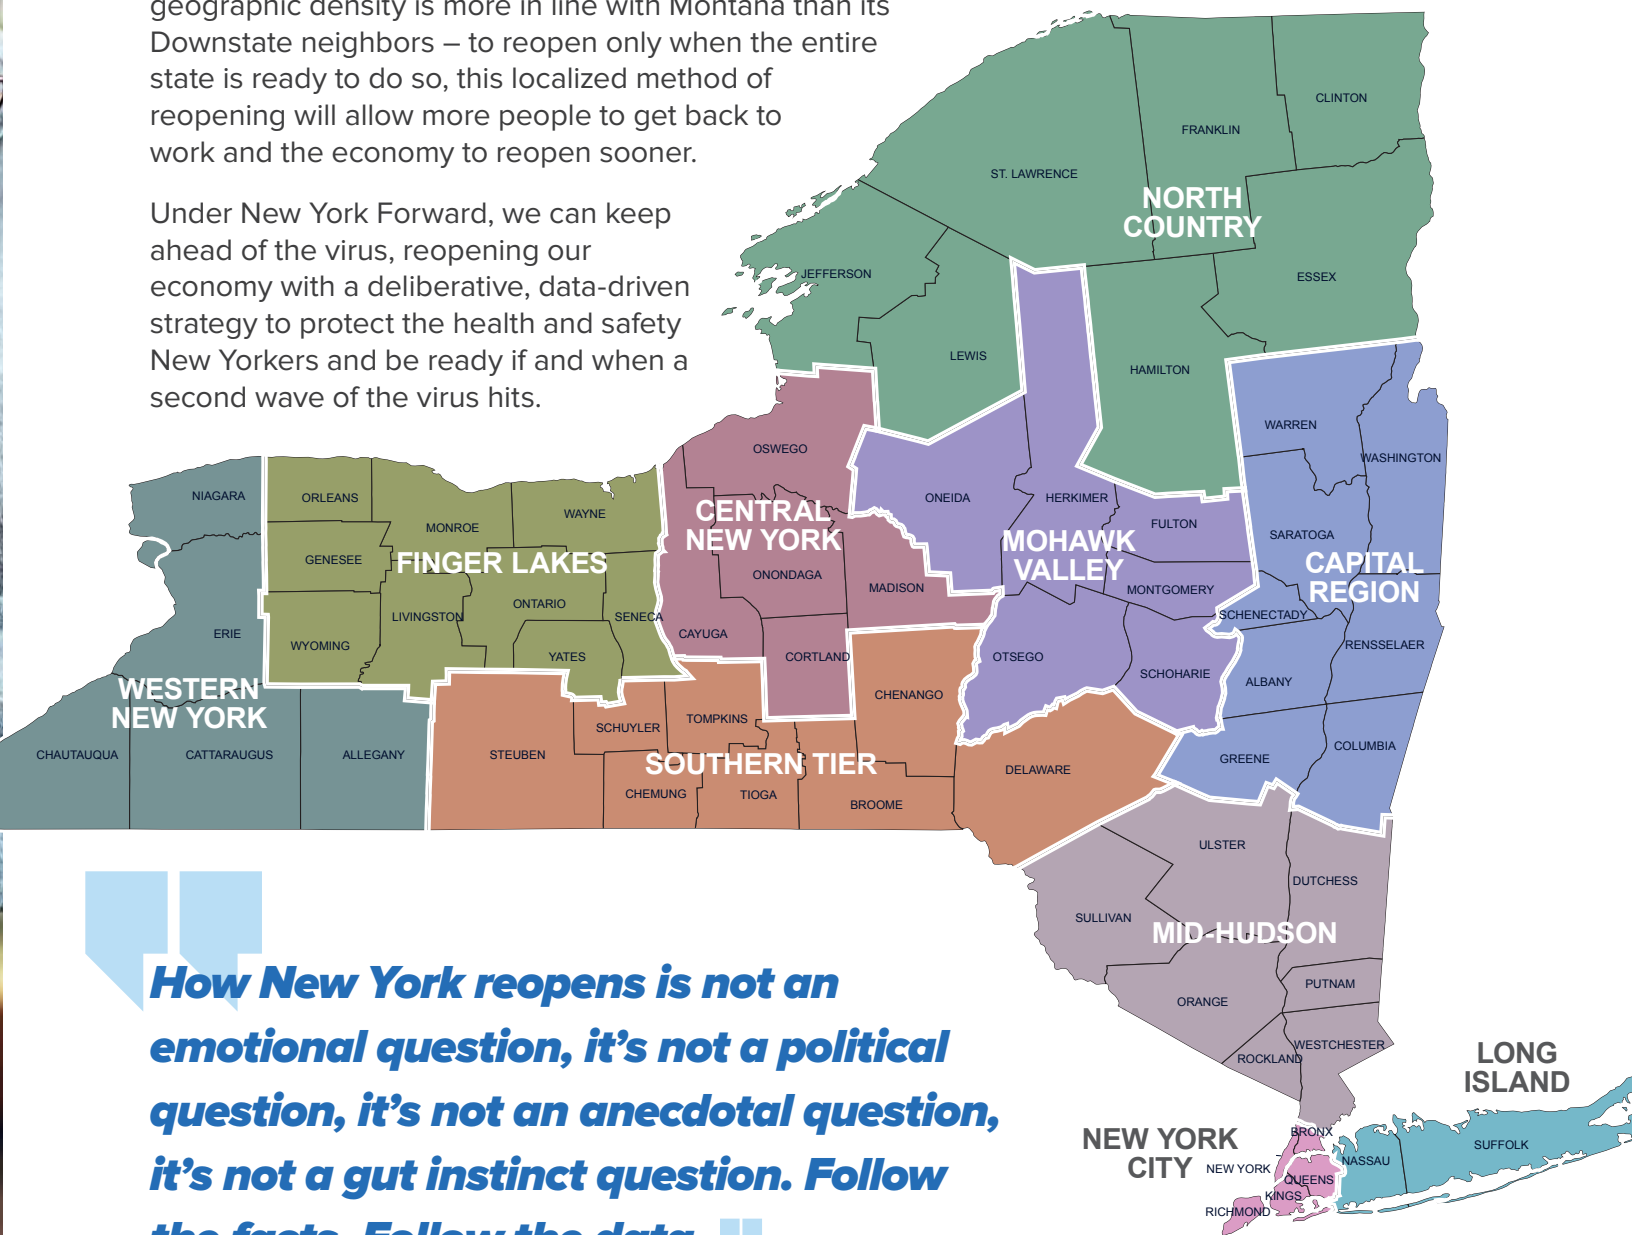 geographic density is more in line with Montana than its
Downstate neighbors – to reopen only when the entire
state is ready to do so, this localized method of
reopening will allow more people to get back to
work and the economy to reopen sooner.
Under New York Forward, we can keep
ahead of the virus, reopening our
economy with a deliberative, data-driven
strategy to protect the health and safety
New Yorkers and be ready if and when a
second wave of the virus hits.
CLINTON
FRANKLIN
ST. LAWRENCE
NORTH
COUNTRY
JEFFERSON
ESSEX
LEWIS
HAMILTON
WARREN
WASHINGTON
OSWEGO
NIAGARA
ORLEANS
MONROE
WAYNE
CENTRAL
NEW YORK
ONEIDA
HERKIMER
FULTON
SARATOGA
GENESEE
FINGER LAKES
MOHAWK
VALLEY
CAPITAL
REGION
ONONDAGA
MADISON
MONTGOMERY
LIVINGSTON
ONTARIO
SENECA
SCHENECTADY
ERIE
WYOMING
YATES
CAYUGA
CORTLAND
OTSEGO
SCHOHARIE
ALBANY
RENSSELAER
WESTERN
NEW YORK
CHENANGO
SCHUYLER
TOMPKINS
CHAUTAUQUA
CATTARAUGUS
ALLEGANY
STEUBEN
SOUTHERN TIER
DELAWARE
GREENE
COLUMBIA
CHEMUNG
TIOGA
BROOME
ULSTER
DUTCHESS
SULLIVAN
MID-HUDSON
PUTNAM
ORANGE
WESTCHESTER
ROCKLAND
LONG
ISLAND
NEW YORK
CITY
BRONX
NEW YORK
QUEENS
KINGS
RICHMOND
NASSAU
SUFFOLK
How New York reopens is not an
emotional question, it’s not a political
question, it’s not an anecdotal question,
it’s not a gut instinct question. Follow
the facts. Follow the data.